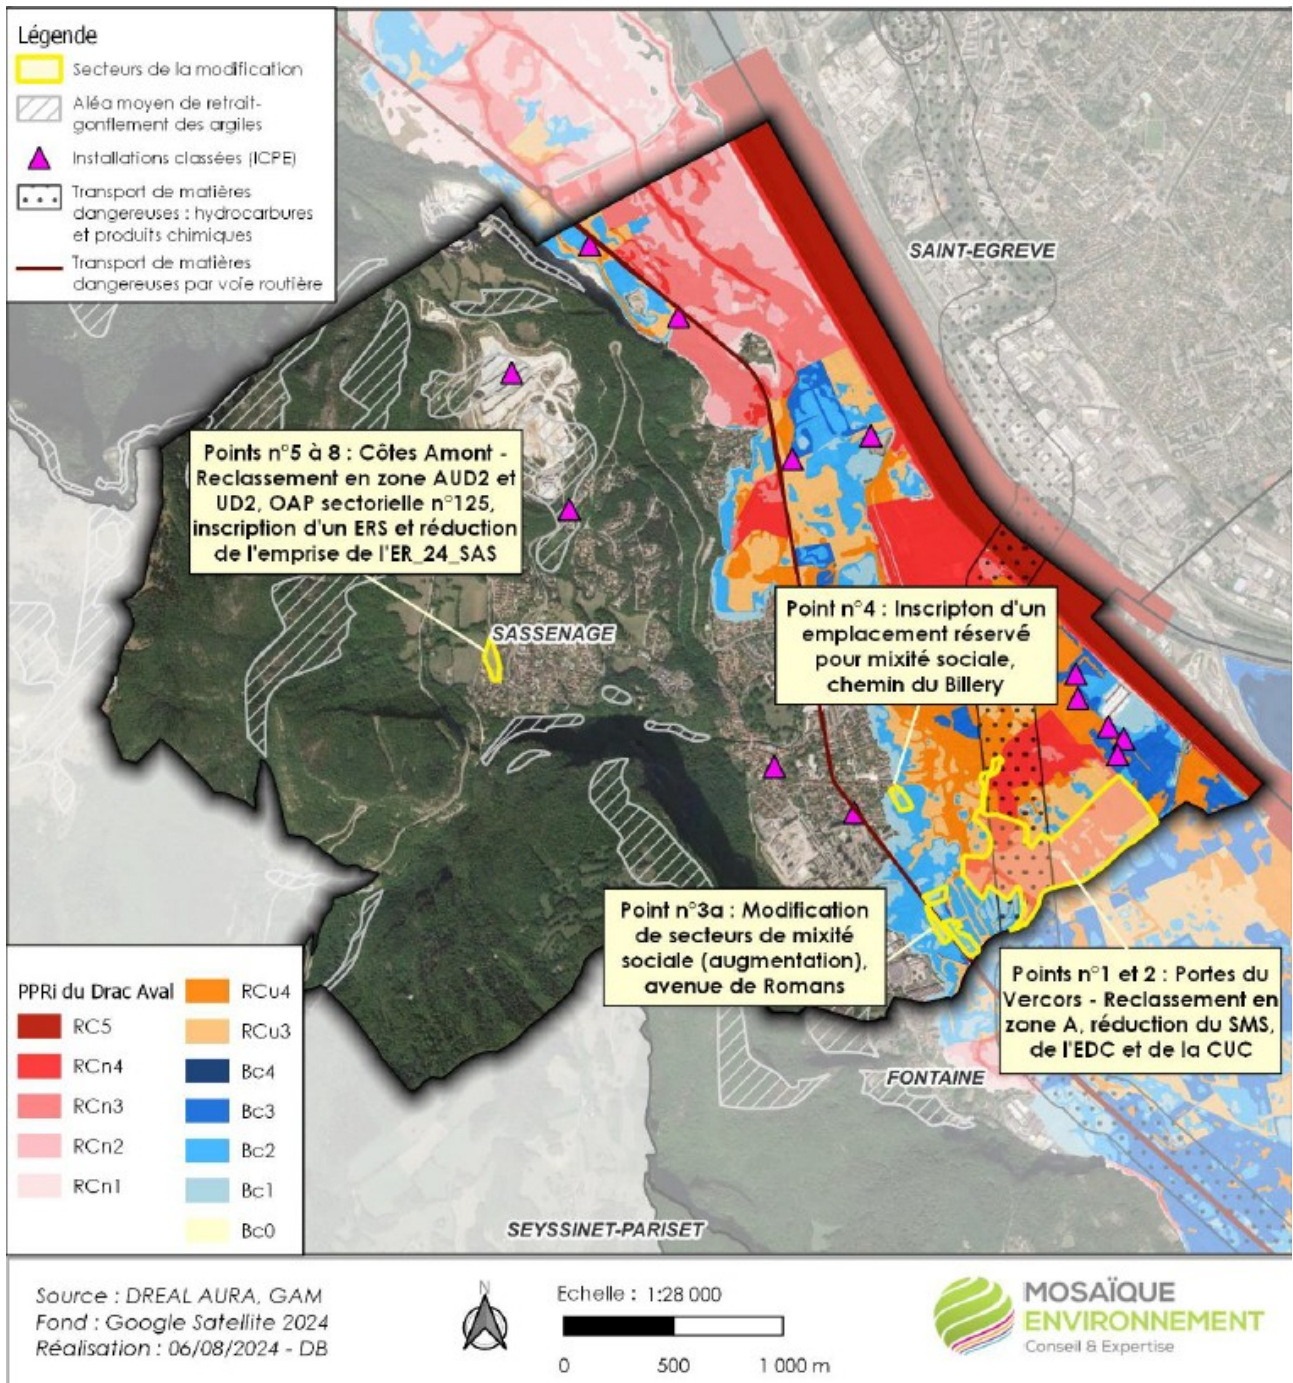 Légende
Secteurs de la modification
Aléa moyen de retrait-
gonflement des argiles
Installations classées (ICPE)
Transport de matières
dangereuses : hydrocarbures
et produits chimiques
Transport de matières
dangereuses par voie routière
SAINT-EGREVE
Points n°5 à 8 : Côtes Amont -
Reclassement en zone AUD2 et
UD2, OAP sectorielle n°125,
inscription d'un ERS et réduction
de l'emprise de l'ER_24_SAS
SASSENAGE
Point n°4 : Inscripton d'un
emplacement réservé
pour mixité sociale,
chemin du Billery
Point n°3a : Modification
de secteurs de mixité
sociale (augmentation),
avenue de Romans
Points n°1 et 2 : Portes du
Vercors - Reclassement en
zone A, réduction du SMS,
de l'EDC et de la CUC
FONTAINE
SEYSSINET-PARISET
PPRi du Drac Aval
RC5
RCn4
RCn3
RCn2
RCn1
RCu4
RCu3
Bc4
Bc3
Bc2
Bc1
Bc0
Source : DREAL AURA, GAM
Fond : Google Satellite 2024
Réalisation : 06/08/2024 - DB
N
Echelle : 1:28 000
0 500 1 000 m
MOSAÏQUE
ENVIRONNEMENT
Conseil & Expertise